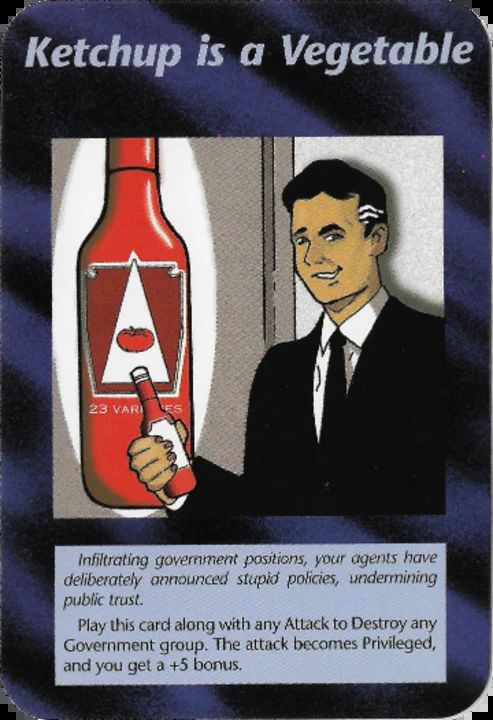 Ketchup is a Vegetable
23 VARI ES
Infiltrating government positions, your agents have
deliberately announced stupid policies, undermining
public trust.
Play this card along with any Attack to Destroy any
Government group. The attack becomes Privileged,
and you get a +5 bonus.